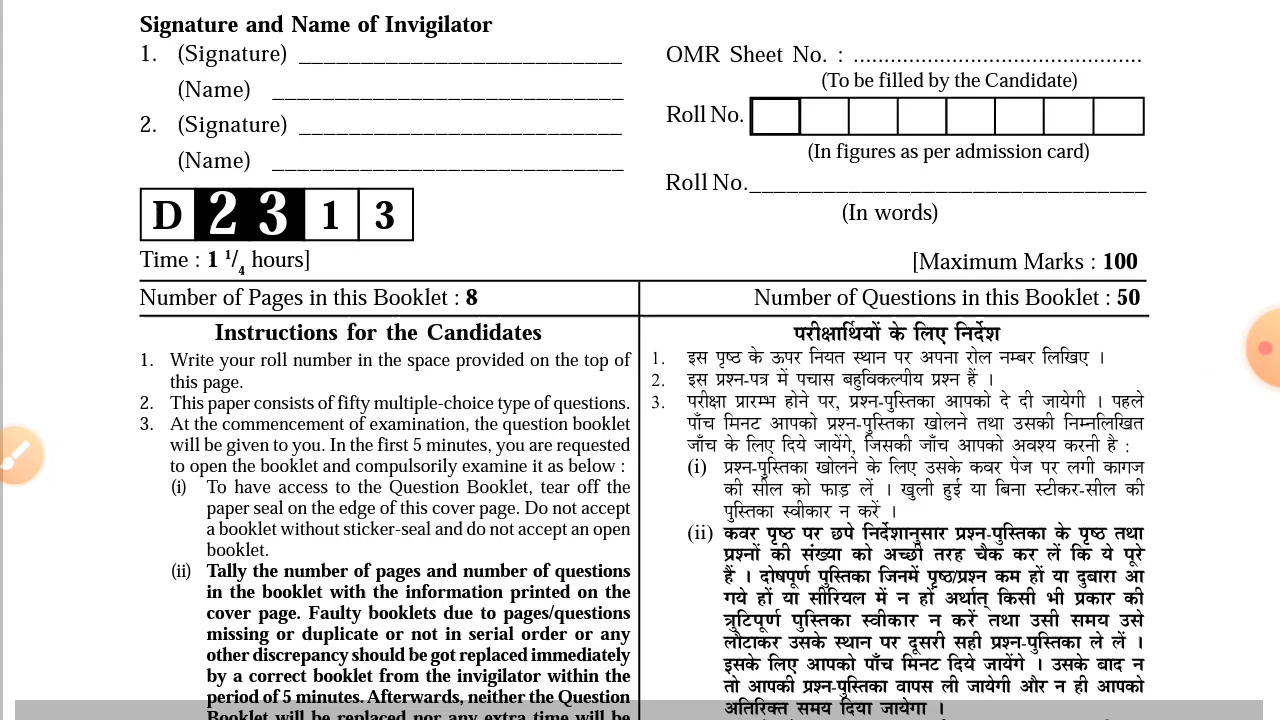 Signature and Name of Invigilator
1. (Signature) __________________________
(Name) ____________________________
2. (Signature) __________________________
(Name) ____________________________
OMR Sheet No. : ...............................................
(To be filled by the Candidate)
Roll No.
(In figures as per admission card)
Roll No.________________________________
(In words)
D 2 3 1 3
Time : 1 1/4 hours]
[Maximum Marks : 100
Number of Pages in this Booklet : 8
Number of Questions in this Booklet : 50
Instructions for the Candidates
1. Write your roll number in the space provided on the top of
this page.
2. This paper consists of fifty multiple-choice type of questions.
3. At the commencement of examination, the question booklet
will be given to you. In the first 5 minutes, you are requested
to open the booklet and compulsorily examine it as below :
(i) To have access to the Question Booklet, tear off the
paper seal on the edge of this cover page. Do not accept
a booklet without sticker-seal and do not accept an open
booklet.
(ii) Tally the number of pages and number of questions
in the booklet with the information printed on the
cover page. Faulty booklets due to pages/questions
missing or duplicate or not in serial order or any
other discrepancy should be got replaced immediately
by a correct booklet from the invigilator within the
period of 5 minutes. Afterwards, neither the Question
Booklet will be replaced nor any extra time will be
परीक्षार्थियों के लिए निर्देश
1. इस पृष्ठ के ऊपर नियत स्थान पर अपना रोल नम्बर लिखिए ।
2. इस प्रश्न-पत्र में पचास बहुविकल्पीय प्रश्न हैं ।
3. परीक्षा प्रारम्भ होने पर, प्रश्न-पुस्तिका आपको दे दी जायेगी । पहले
पाँच मिनट आपको प्रश्न-पुस्तिका खोलने तथा उसकी निम्नलिखित
जाँच के लिए दिये जायेंगे, जिसकी जाँच आपको अवश्य करनी है :
(i) प्रश्न-पुस्तिका खोलने के लिए उसके कवर पेज पर लगी कागज
की सील को फाड़ लें । खुली हुई या बिना स्टीकर-सील की
पुस्तिका स्वीकार न करें ।
(ii) कवर पृष्ठ पर छपे निर्देशानुसार प्रश्न-पुस्तिका के पृष्ठ तथा
प्रश्नों की संख्या को अच्छी तरह चैक कर लें कि ये पूरे
हैं । दोषपूर्ण पुस्तिका जिनमें पृष्ठ/प्रश्न कम हों या दुबारा आ
गये हों या सीरियल में न हों अर्थात् किसी भी प्रकार की
त्रुटिपूर्ण पुस्तिका स्वीकार न करें तथा उसी समय उसे
लौटाकर उसके स्थान पर दूसरी सही प्रश्न-पुस्तिका ले लें ।
इसके लिए आपको पाँच मिनट दिये जायेंगे । उसके बाद न
तो आपकी प्रश्न-पुस्तिका वापस ली जायेगी और न ही आपको
अतिरिक्त समय दिया जायेगा ।